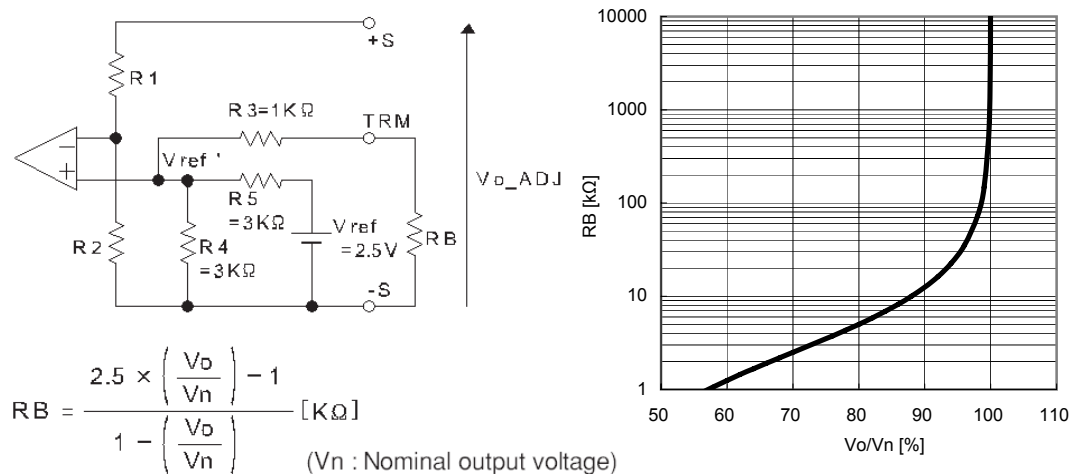 +S
R1
R3=1KΩ
TRM
−
+
Vref '
R5
=3KΩ
Vref
=2.5V
R2
R4
=3KΩ
RB
-S
Vo_ADJ
RB = 2.5 × ( Vo / Vn ) − 1 / 1 − ( Vo / Vn ) [KΩ]
(Vn : Nominal output voltage)
RB [kΩ]
10000
1000
100
10
1
50 60 70 80 90 100 110
Vo/Vn [%]